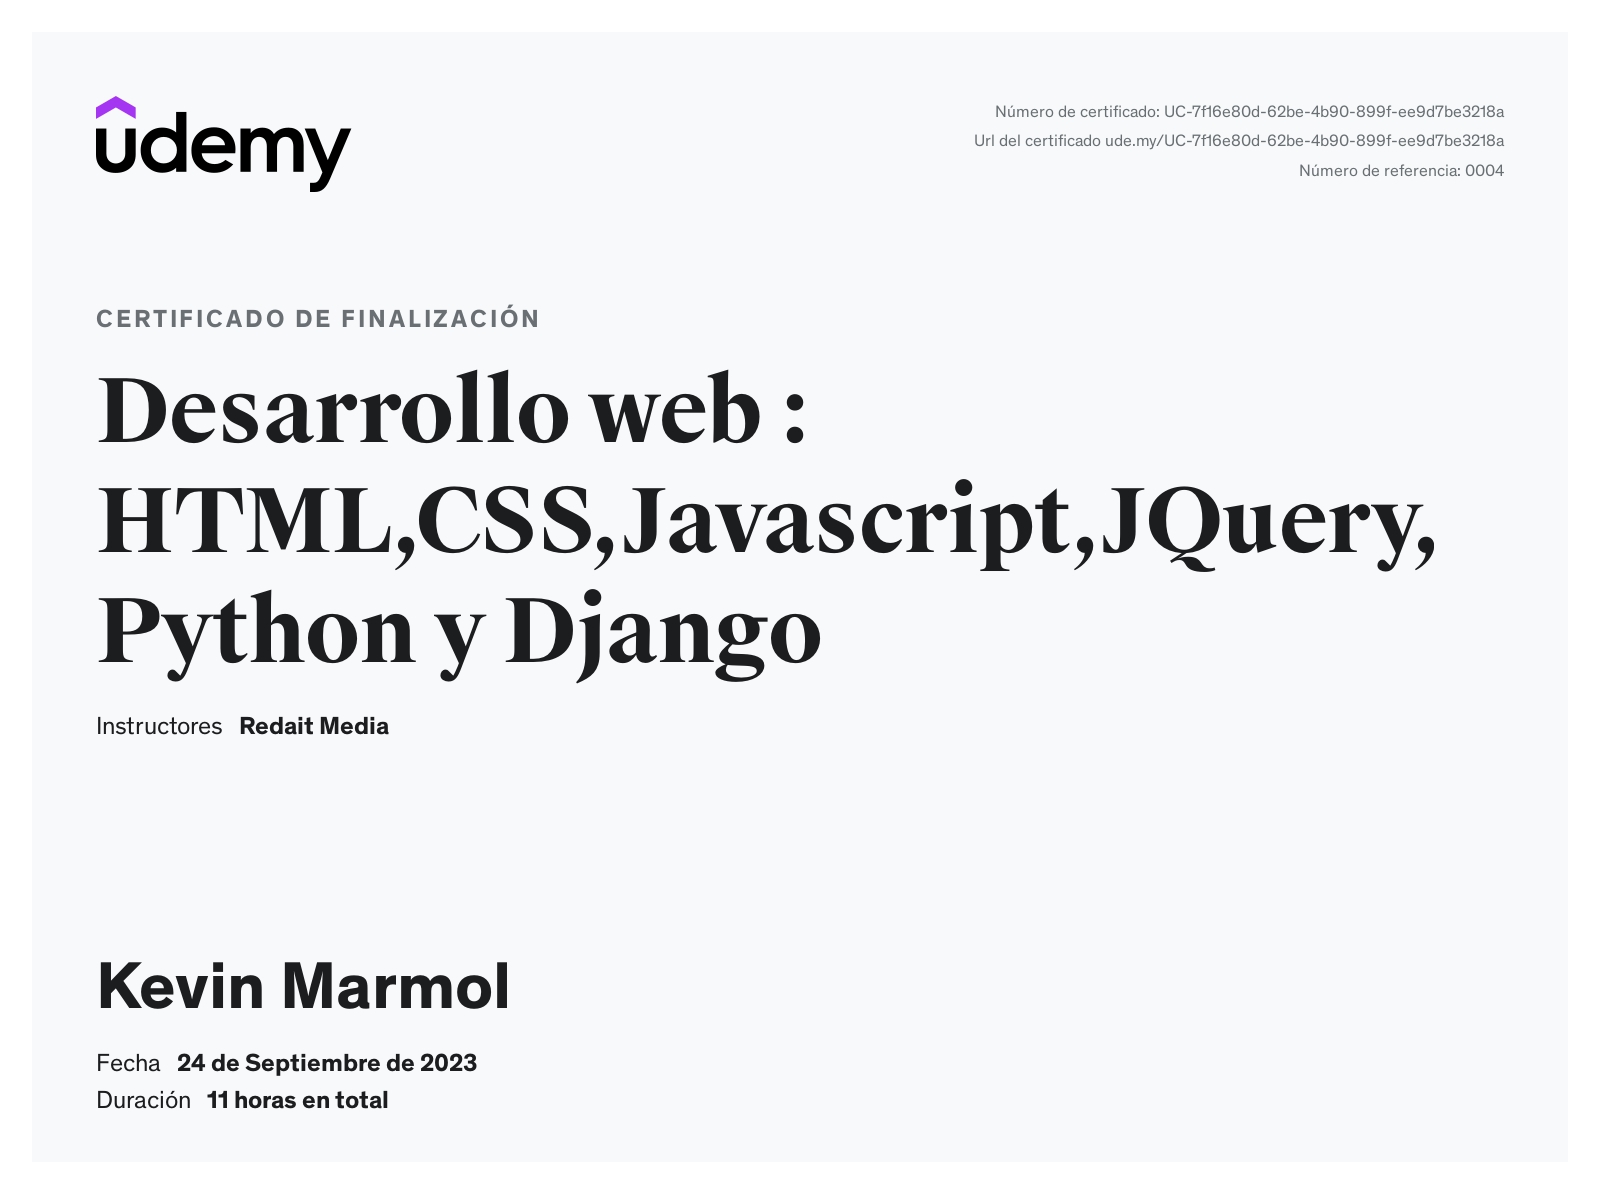 udemy
Número de certificado: UC-7f16e80d-62be-4b90-899f-ee9d7be3218a
Url del certificado ude.my/UC-7f16e80d-62be-4b90-899f-ee9d7be3218a
Número de referencia: 0004
CERTIFICADO DE FINALIZACIÓN
Desarrollo web :
HTML,CSS,Javascript,JQuery,
Python y Django
Instructores Redait Media
Kevin Marmol
Fecha 24 de Septiembre de 2023
Duración 11 horas en total